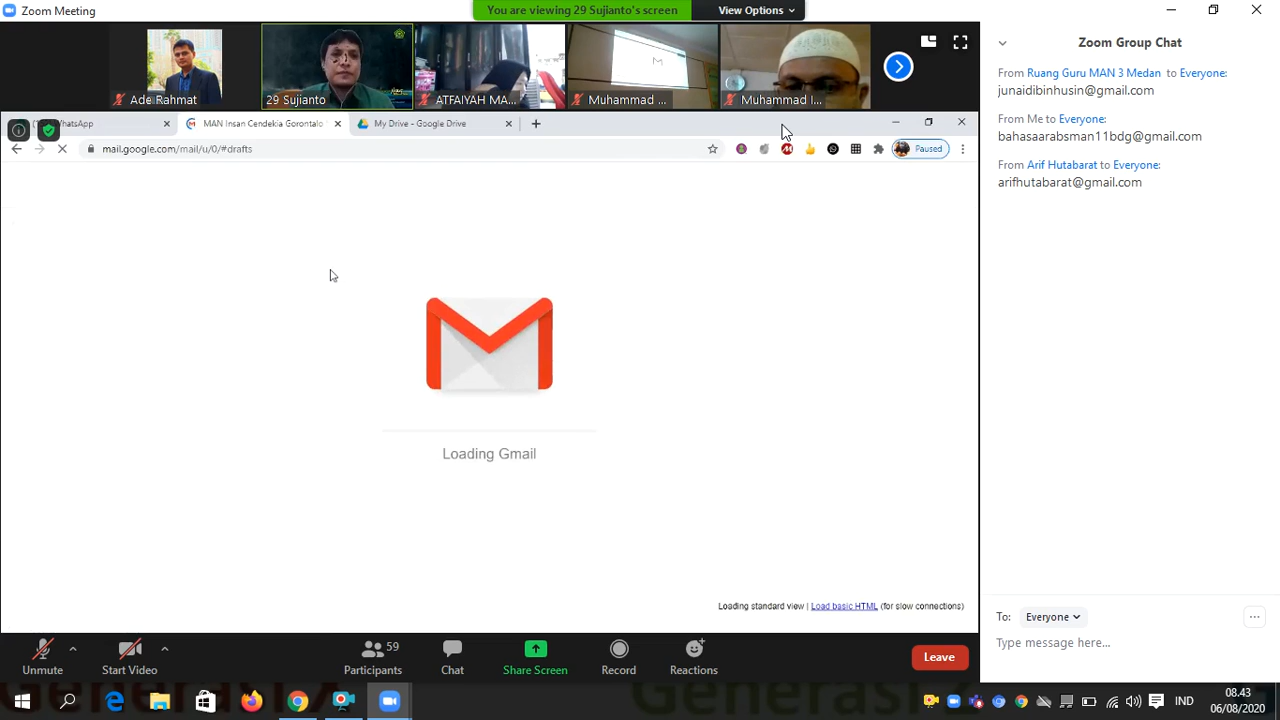 Zoom Meeting
You are viewing 29 Sujianto's screen
View Options
Ade Rahmat
29 Sujianto
ATFAIYAH MA...
Muhammad ...
Muhammad I...
WhatsApp
MAN Insan Cendekia Gorontalo
My Drive - Google Drive
mail.google.com/mail/u/0/#drafts
Paused
Loading Gmail
Loading standard view | Load basic HTML (for slow connections)
Zoom Group Chat
From Ruang Guru MAN 3 Medan to Everyone:
junaidibinhusin@gmail.com
From Me to Everyone:
bahasaarabsman11bdg@gmail.com
From Arif Hutabarat to Everyone:
arifhutabarat@gmail.com
To: Everyone
Type message here...
Unmute
Start Video
59
Participants
Chat
Share Screen
Record
Reactions
Leave
IND
08.43
06/08/2020